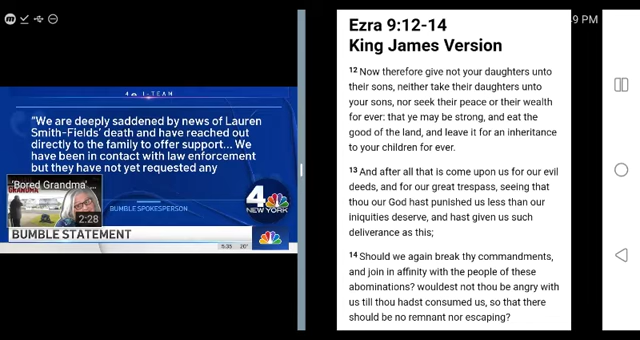 9 PM
4 I-TEAM
"We are deeply saddened by news of Lauren
Smith-Fields' death and have reached out
directly to the family to offer support... We
have been in contact with law enforcement
but they have not yet requested any
'Bored Grandma' ...
GRANDMA
2:28
BUMBLE SPOKESPERSON
4
NEW YORK
BUMBLE STATEMENT
5:35 20°
Ezra 9:12-14
King James Version
12 Now therefore give not your daughters unto
their sons, neither take their daughters unto
your sons, nor seek their peace or their wealth
for ever: that ye may be strong, and eat the
good of the land, and leave it for an inheritance
to your children for ever.
13 And after all that is come upon us for our evil
deeds, and for our great trespass, seeing that
thou our God hast punished us less than our
iniquities deserve, and hast given us such
deliverance as this;
14 Should we again break thy commandments,
and join in affinity with the people of these
abominations? wouldest not thou be angry with
us till thou hadst consumed us, so that there
should be no remnant nor escaping?